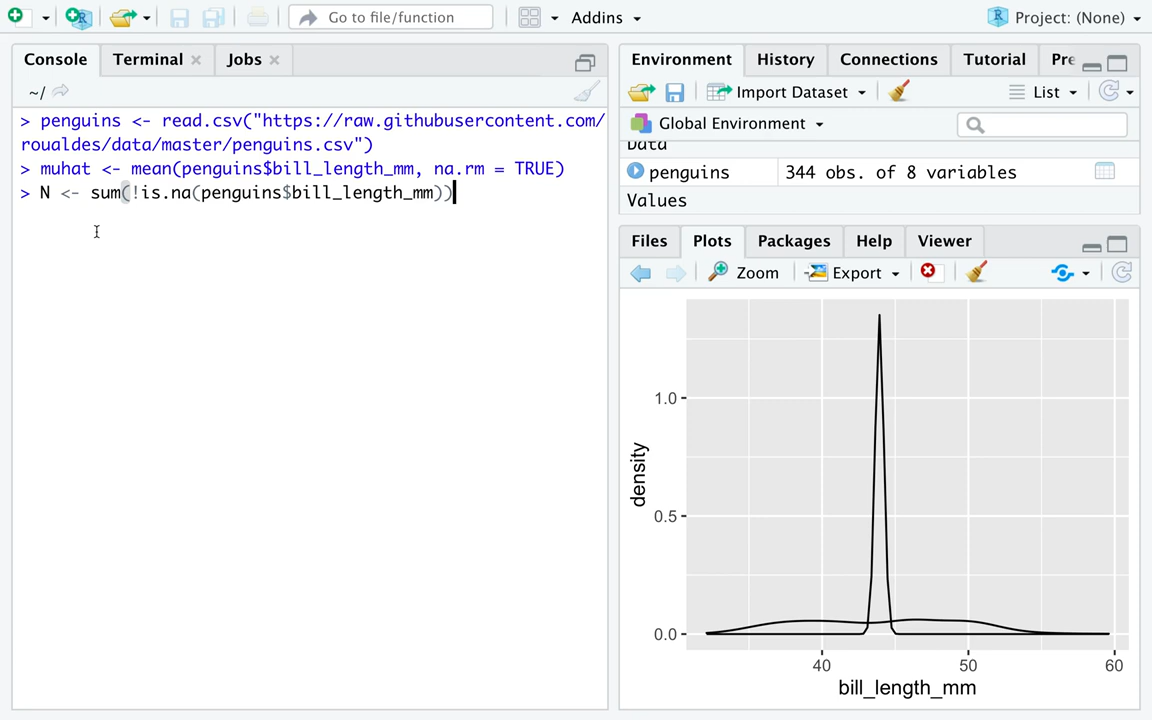 Go to file/function
Addins
Project: (None)
Console
Terminal
Jobs
~/
> penguins <- read.csv("https://raw.githubusercontent.com/
roualdes/data/master/penguins.csv")
> muhat <- mean(penguins$bill_length_mm, na.rm = TRUE)
> N <- sum(!is.na(penguins$bill_length_mm))
Environment
History
Connections
Tutorial
Pre
Import Dataset
List
Global Environment
Data
penguins
344 obs. of 8 variables
Values
Files
Plots
Packages
Help
Viewer
Zoom
Export
density
1.0
0.5
0.0
40
50
60
bill_length_mm